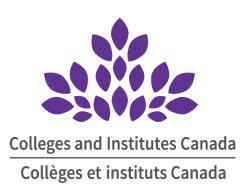 Colleges and Institutes Canada
Collèges et instituts Canada